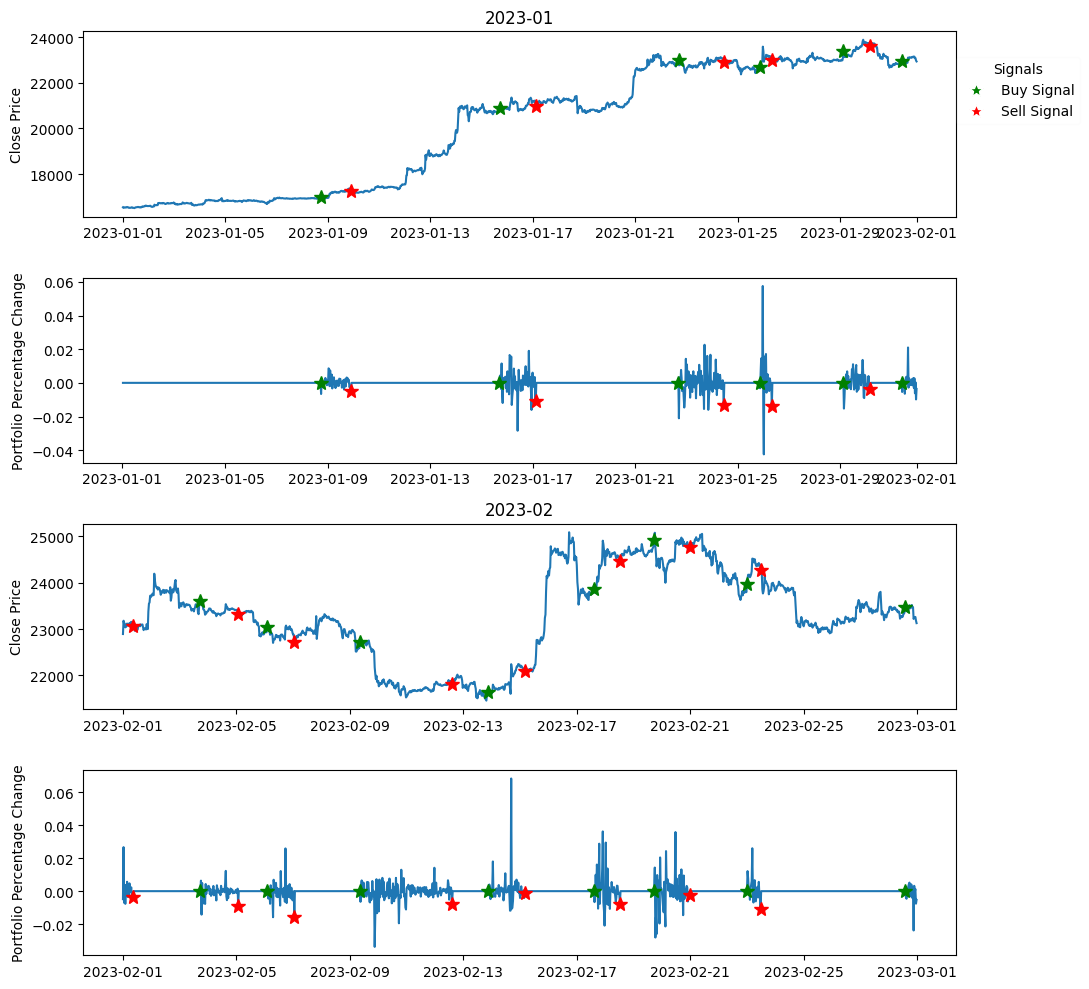 2023-01
24000
22000
20000
18000
Close Price
Signals
Buy Signal
Sell Signal
2023-01-01 2023-01-05 2023-01-09 2023-01-13 2023-01-17 2023-01-21 2023-01-25 2023-01-29 2023-02-01
0.06
0.04
0.02
0.00
−0.02
−0.04
Portfolio Percentage Change
2023-01-01 2023-01-05 2023-01-09 2023-01-13 2023-01-17 2023-01-21 2023-01-25 2023-01-29 2023-02-01
2023-02
25000
24000
23000
22000
Close Price
2023-02-01 2023-02-05 2023-02-09 2023-02-13 2023-02-17 2023-02-21 2023-02-25 2023-03-01
0.06
0.04
0.02
0.00
−0.02
Portfolio Percentage Change
2023-02-01 2023-02-05 2023-02-09 2023-02-13 2023-02-17 2023-02-21 2023-02-25 2023-03-01